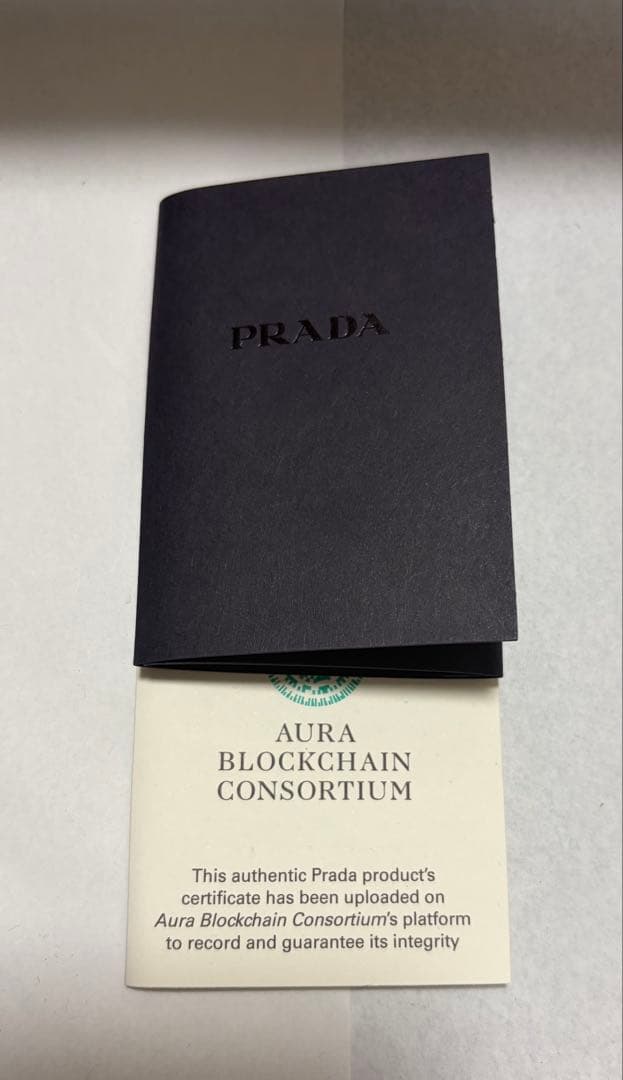 PRADA
AURA
BLOCKCHAIN
CONSORTIUM
This authentic Prada product's
certificate has been uploaded on
Aura Blockchain Consortium's platform
to record and guarantee its integrity